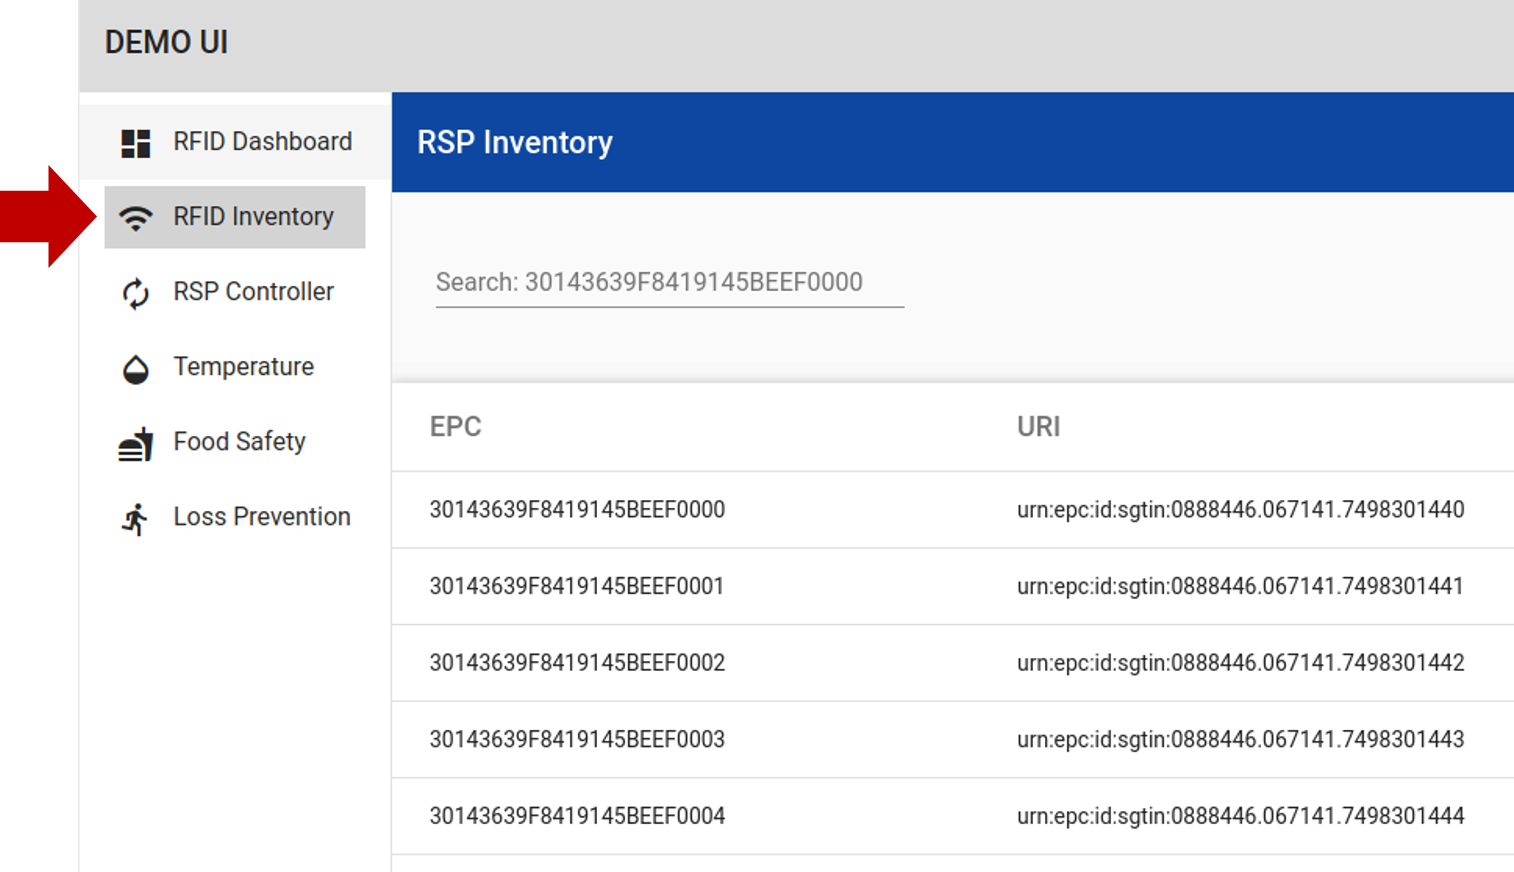 DEMO UI
RFID Dashboard
RFID Inventory
RSP Controller
Temperature
Food Safety
Loss Prevention
RSP Inventory
Search: 30143639F8419145BEEF0000
EPC URI
30143639F8419145BEEF0000 urn:epc:id:sgtin:0888446.067141.7498301440
30143639F8419145BEEF0001 urn:epc:id:sgtin:0888446.067141.7498301441
30143639F8419145BEEF0002 urn:epc:id:sgtin:0888446.067141.7498301442
30143639F8419145BEEF0003 urn:epc:id:sgtin:0888446.067141.7498301443
30143639F8419145BEEF0004 urn:epc:id:sgtin:0888446.067141.7498301444